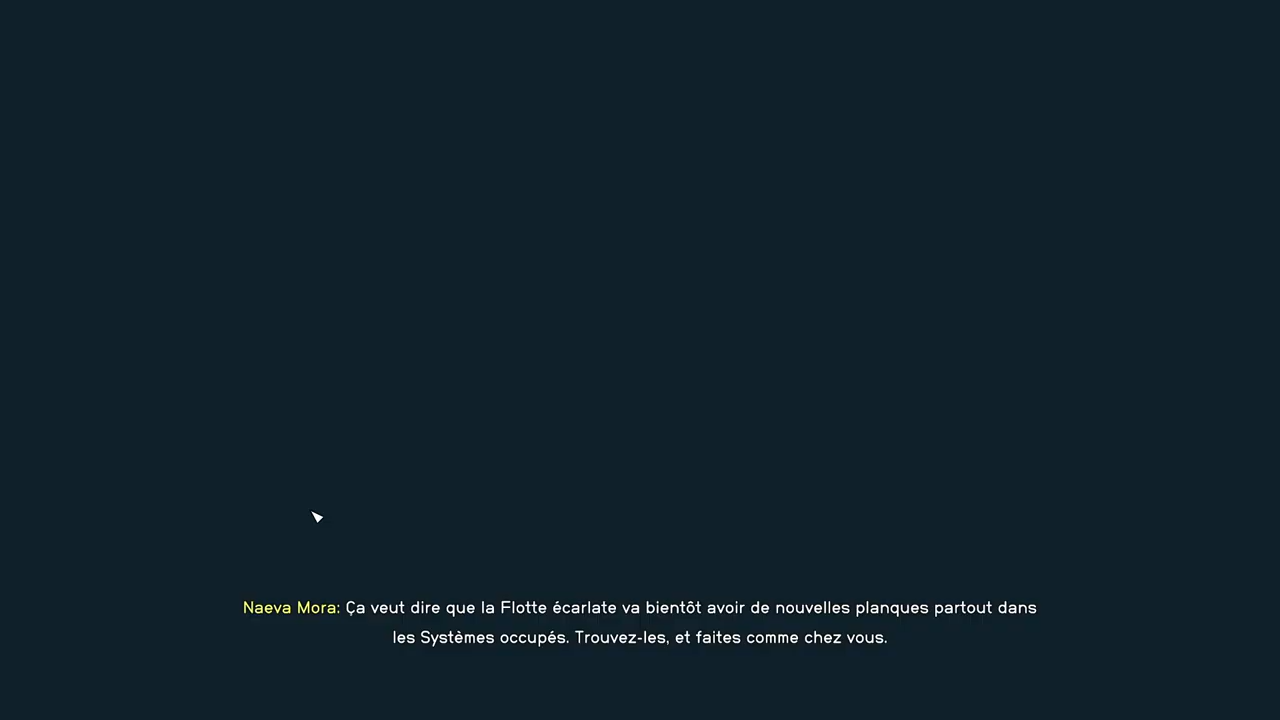 Naeva Mora: Ça veut dire que la Flotte écarlate va bientôt avoir de nouvelles planques partout dans
les Systèmes occupés. Trouvez-les, et faites comme chez vous.